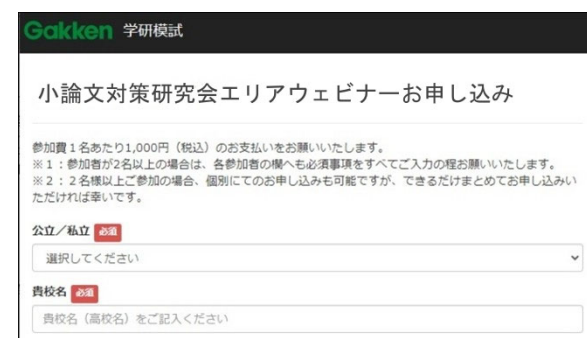 Gakken 学研模試
小論文対策研究会エリアウェビナーお申し込み
参加費1名あたり1,000円（税込）のお支払いをお願いいたします。
※1：参加者が2名以上の場合は、各参加者の欄へも必須事項をすべてご入力の程お願いいたします。
※2：2名様以上ご参加の場合、個別にてのお申し込みも可能ですが、できるだけまとめてお申し込みい
ただければ幸いです。
公立／私立 必須
選択してください
貴校名 必須
貴校名（高校名）をご記入ください